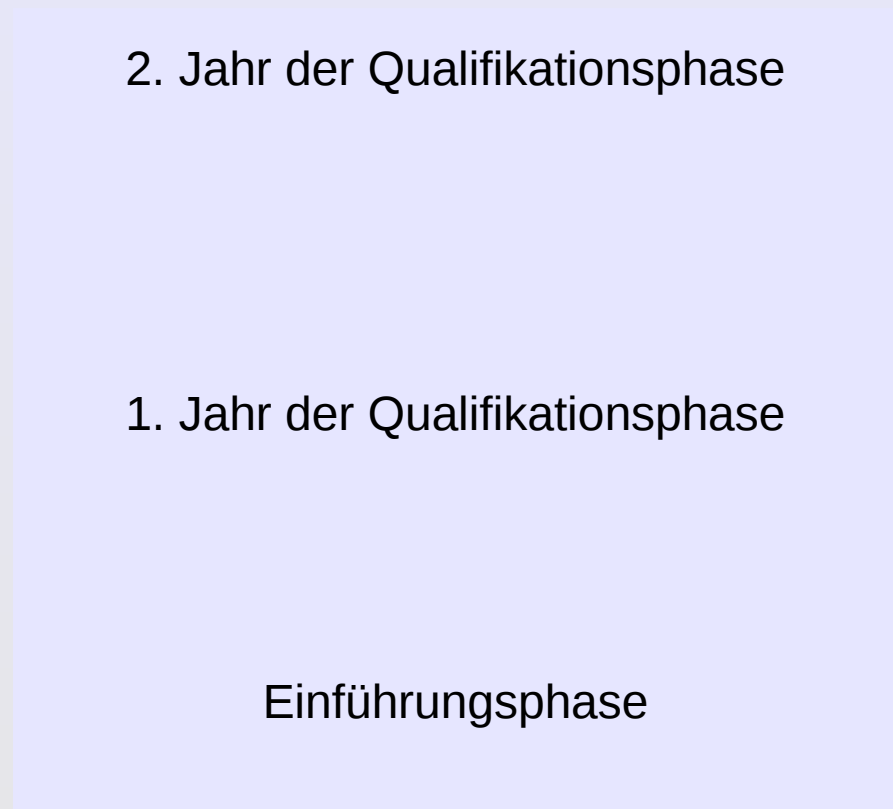 2. Jahr der Qualifikationsphase
1. Jahr der Qualifikationsphase
Einführungsphase